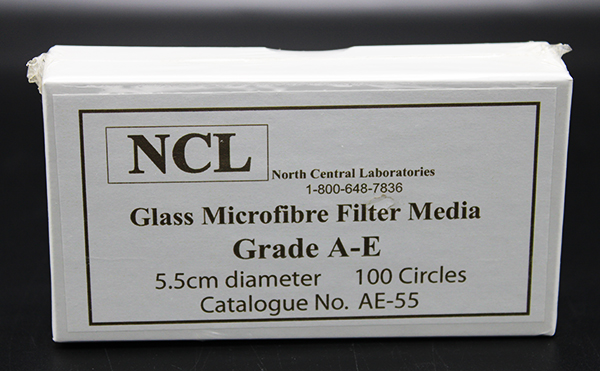 NCL
North Central Laboratories
1-800-648-7836
Glass Microfibre Filter Media
Grade A-E
5.5cm diameter 100 Circles
Catalogue No. AE-55